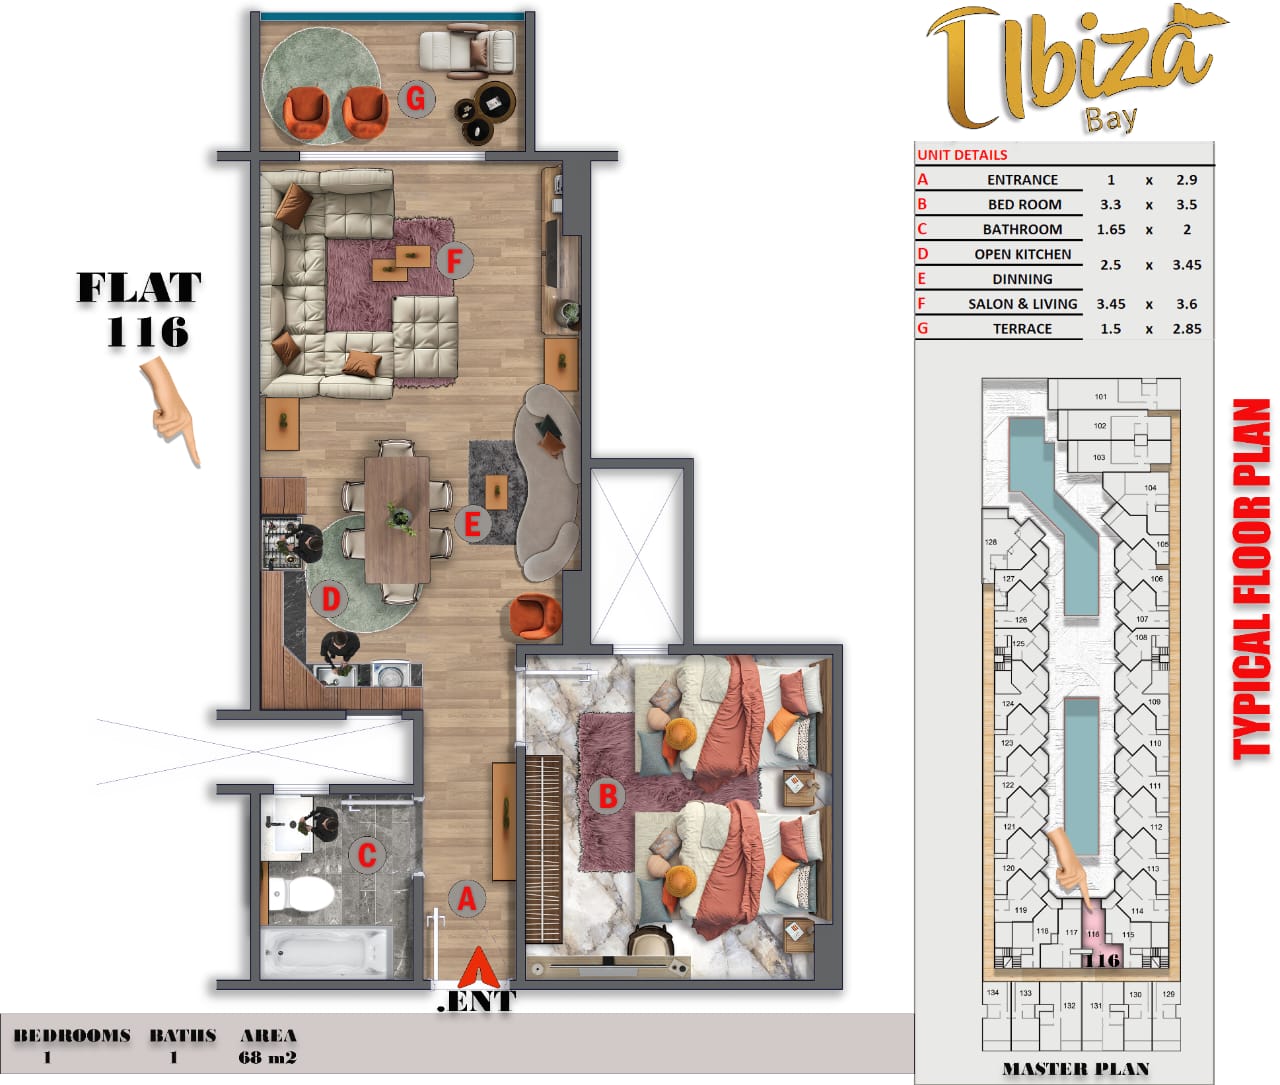 Ibiza
Bay
UNIT DETAILS
A ENTRANCE 1 x 2.9
B BED ROOM 3.3 x 3.5
C BATHROOM 1.65 x 2
D OPEN KITCHEN
2.5 x 3.45
E DINNING
F SALON & LIVING 3.45 x 3.6
G TERRACE 1.5 x 2.85
FLAT
116
G
F
E
D
B
C
A
.ENT
BEDROOMS BATHS AREA
1 1 68 m2
TYPICAL FLOOR PLAN
101
102
103
104
128
105
127
106
126
107
125
108
124
109
123
110
122
111
121
112
113
119
114
118
117
116
115
116
134
133
132
131
130
129
MASTER PLAN